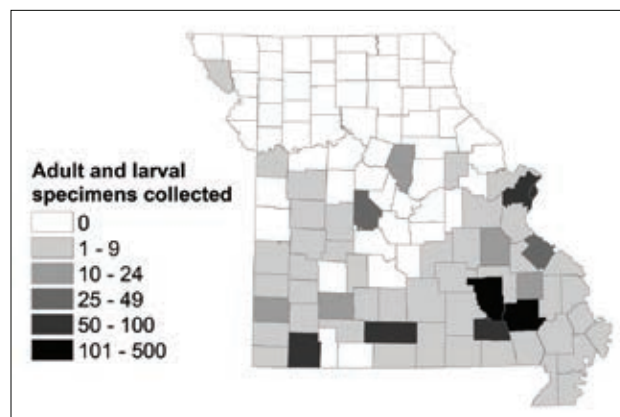 Adult and larval
specimens collected
0
1 - 9
10 - 24
25 - 49
50 - 100
101 - 500